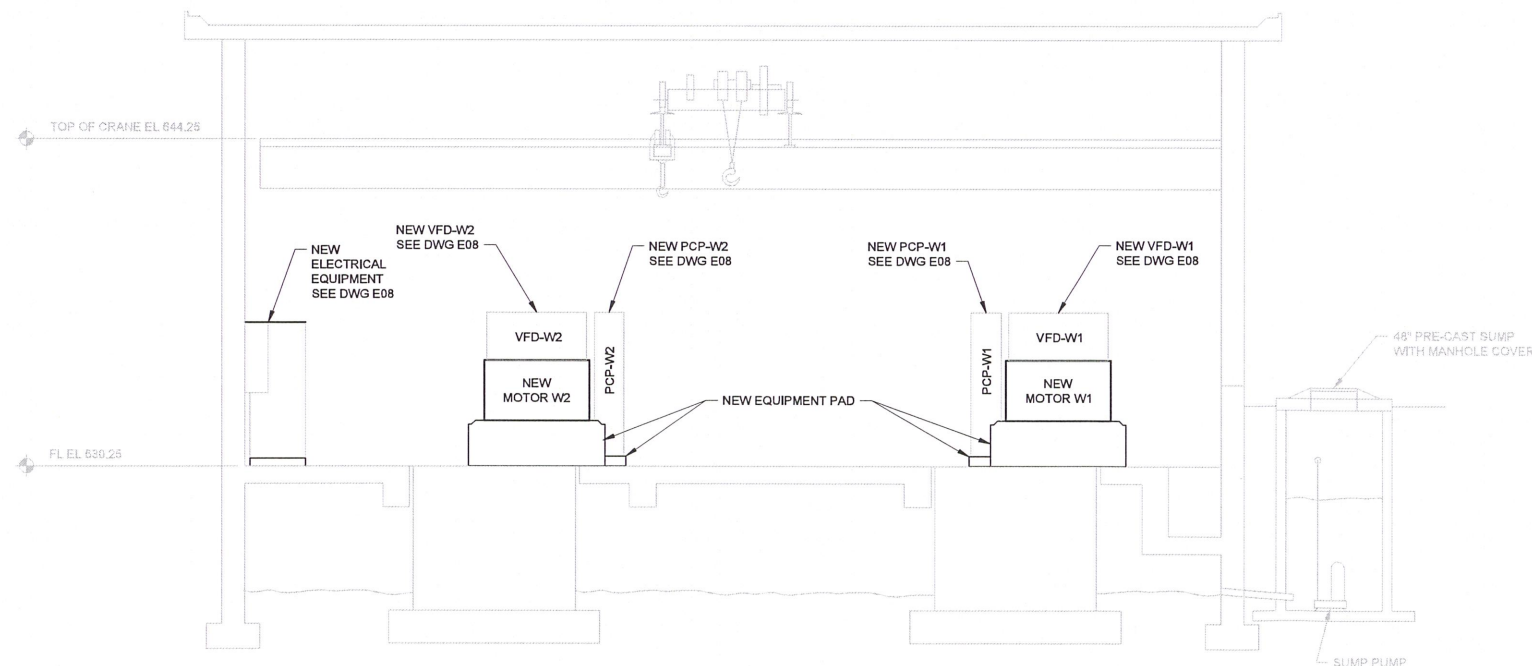 TOP OF CRANE EL 644.25
NEW VFD-W2
SEE DWG E08
NEW PCP-W2
SEE DWG E08
NEW PCP-W1
SEE DWG E08
NEW VFD-W1
SEE DWG E08
NEW
ELECTRICAL
EQUIPMENT
SEE DWG E08
VFD-W2
PCP-W2
NEW
MOTOR W2
PCP-W1
VFD-W1
NEW
MOTOR W1
48" PRE-CAST SUMP
WITH MANHOLE COVER
NEW EQUIPMENT PAD
FL EL 630.25
SUMP PUMP